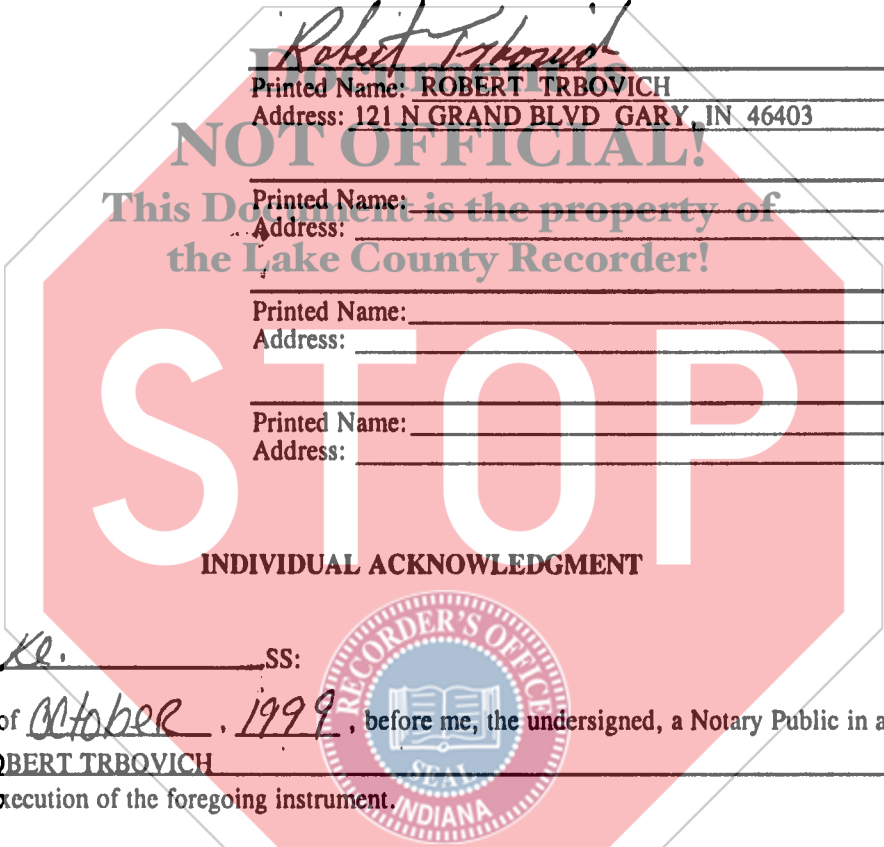 Robert Trbovich
Document is
Printed Name: ROBERT TRBOVICH
Address: 121 N GRAND BLVD GARY, IN 46403
NOT OFFICIAL!
Printed Name:
This Document is the property of
Address:
the Lake County Recorder!
Printed Name:
Address:
STOP
Printed Name:
Address:
INDIVIDUAL ACKNOWLEDGMENT
ke. SS:
of October, 1999, before me, the undersigned, a Notary Public in a
OBERT TRBOVICH
xecution of the foregoing instrument.
RECORDER'S OFFICE
SEAL
INDIANA